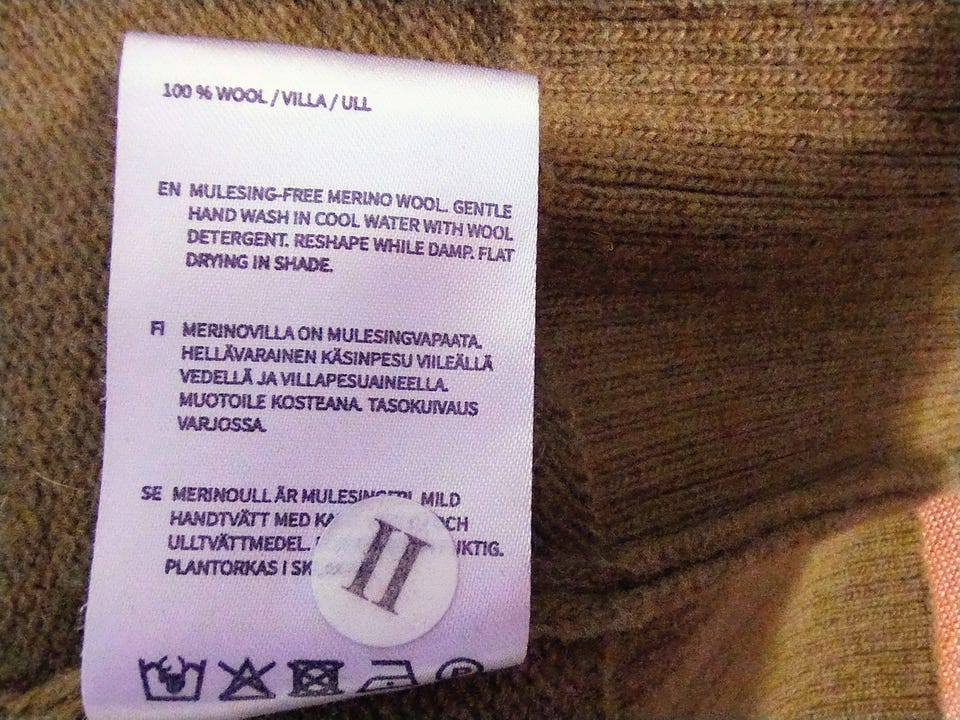 100 % WOOL / VILLA / ULL
EN MULESING-FREE MERINO WOOL. GENTLE
HAND WASH IN COOL WATER WITH WOOL
DETERGENT. RESHAPE WHILE DAMP. FLAT
DRYING IN SHADE.
FI MERINOVILLA ON MULESINGVAPAATA.
HELLÄVARAINEN KÄSINPESU VIILEÄLLÄ
VEDELLÄ JA VILLAPESUAINEELLA.
MUOTOILE KOSTEANA. TASOKUIVAUS
VARJOSSA.
SE MERINOULL ÄR MILD
HANDTVÄTT MED OCH
ULLTVÄTTMEDEL.
PLANTORKAS I
II